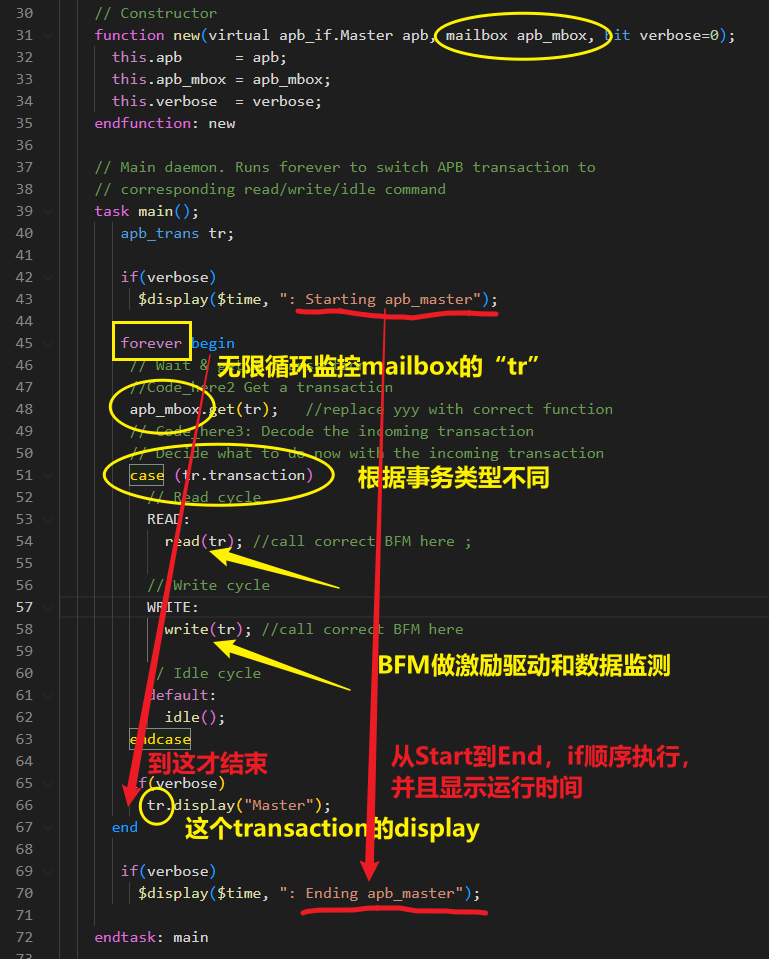 30 // Constructor
31 function new(virtual apb_if.Master apb, mailbox apb_mbox, bit verbose=0);
32 this.apb = apb;
33 this.apb_mbox = apb_mbox;
34 this.verbose = verbose;
35 endfunction: new
36
37 // Main daemon. Runs forever to switch APB transaction to
38 // corresponding read/write/idle command
39 task main();
40 apb_trans tr;
41
42 if(verbose)
43 $display($time, ": Starting apb_master");
44
45 forever begin
46 // Wait &
无限循环监控mailbox的“tr”
47 //Code_here2 Get a transaction
48 apb_mbox.get(tr); //replace yyy with correct function
49 // Code_here3: Decode the incoming transaction
50 // Decide what to do now with the incoming transaction
51 case (tr.transaction)
根据事务类型不同
52 // Read cycle
53 READ:
54 read(tr); //call correct BFM here ;
55
56 // Write cycle
57 WRITE:
58 write(tr); //call correct BFM here
59
BFM做激励驱动和数据监测
60 // Idle cycle
61 default:
62 idle();
63 endcase
64
到这才结束
从Start到End，if顺序执行，
并且显示运行时间
65 if(verbose)
66 tr.display("Master");
67 end
这个transaction的display
68
69 if(verbose)
70 $display($time, ": Ending apb_master");
71
72 endtask: main
73